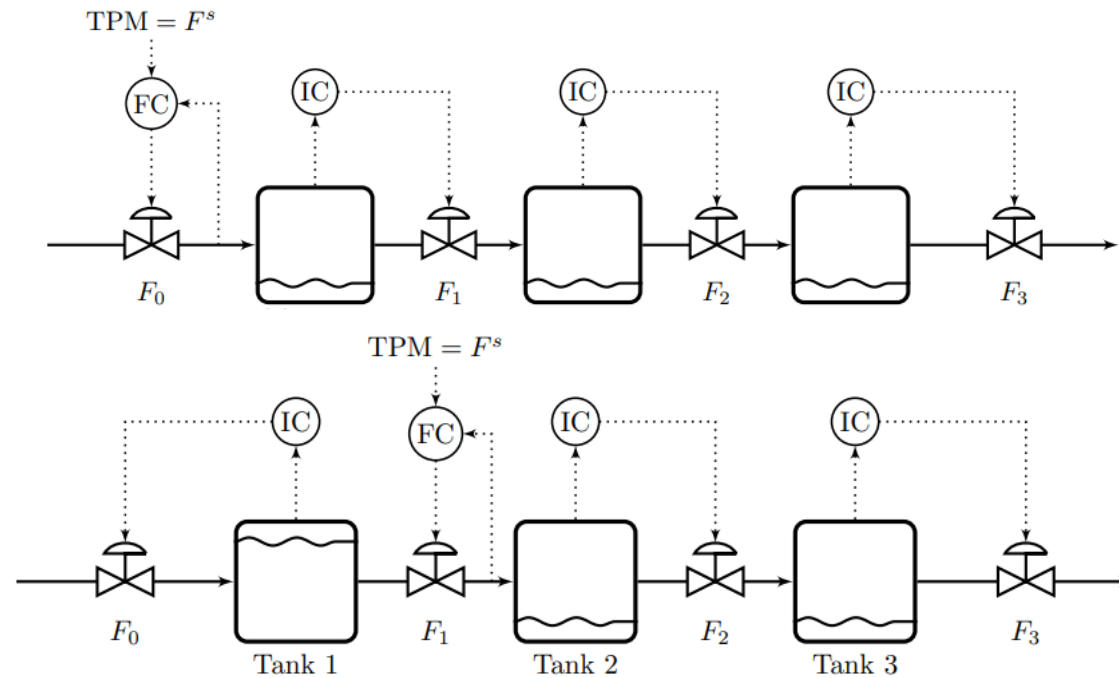 TPM = F^s
FC IC IC IC
F_0 F_1 F_2 F_3
TPM = F^s
IC FC IC IC
F_0 F_1 F_2 F_3
Tank 1 Tank 2 Tank 3